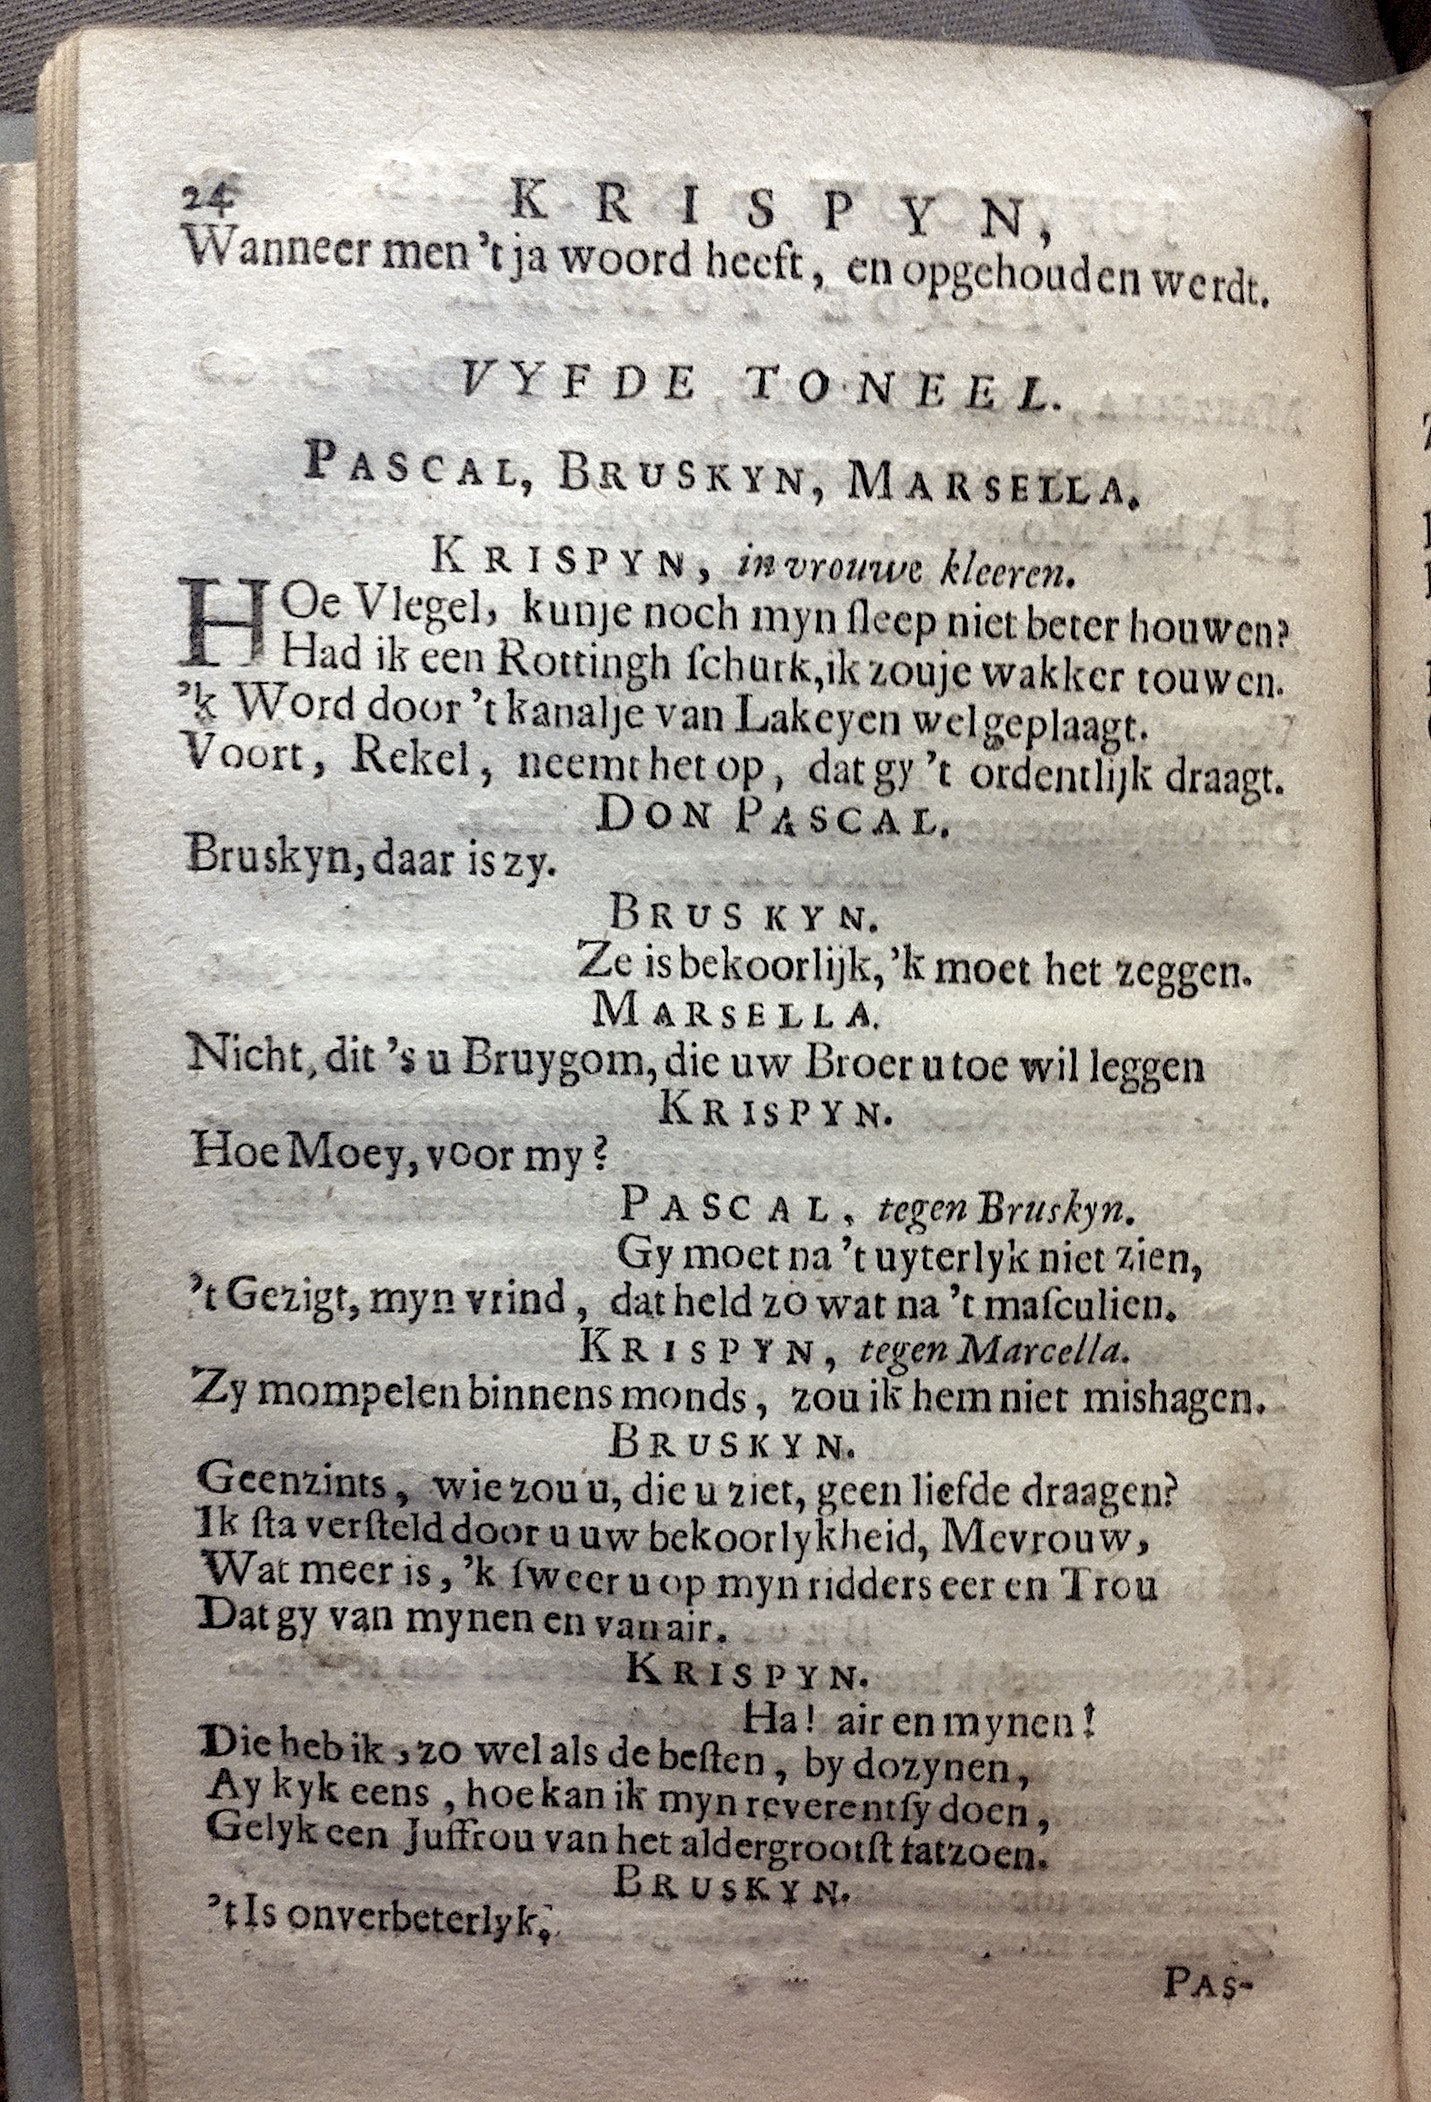 24 KRISPYN,
Wanneer men 't ja woord heeft, en opgehouden werdt.
VYFDE TONEEL.
PASCAL, BRUSKYN, MARSELLA.
KRISPYN, in vrouwe kleeren.
HOe Vlegel, kunje noch myn ſleep niet beter houwen?
Had ik een Rottingh ſchurk, ik zouje wakker touwen.
'k Word door 't kanalje van Lakeyen wel geplaagt.
Voort, Rekel, neemt het op, dat gy 't ordentlijk draagt.
DON PASCAL.
Bruskyn, daar is zy.
BRUSKYN.
Ze is bekoorlijk, 'k moet het zeggen.
MARSELLA.
Nicht, dit 's u Bruygom, die uw Broer u toe wil leggen
KRISPYN.
Hoe Moey, voor my?
PASCAL, tegen Bruskyn.
Gy moet na 't uyterlyk niet zien,
't Gezigt, myn vrind, dat held zo wat na 't maſculien.
KRISPYN, tegen Marcella.
Zy mompelen binnens monds, zou ik hem niet mishagen.
BRUSKYN.
Geenzints, wie zou u, die u ziet, geen liefde draagen?
Ik ſta verſteld door u uw bekoorlykheid, Mevrouw,
Wat meer is, 'k ſweer u op myn ridders eer en Trou
Dat gy van mynen en van air.
KRISPYN.
Ha! air en mynen!
Die heb ik, zo wel als de beſten, by dozynen,
Ay kyk eens, hoe kan ik myn reverentſy doen,
Gelyk een Juffrou van het aldergrootſt fatzoen.
BRUSKYN.
't Is onverbeterlyk.
PAS-